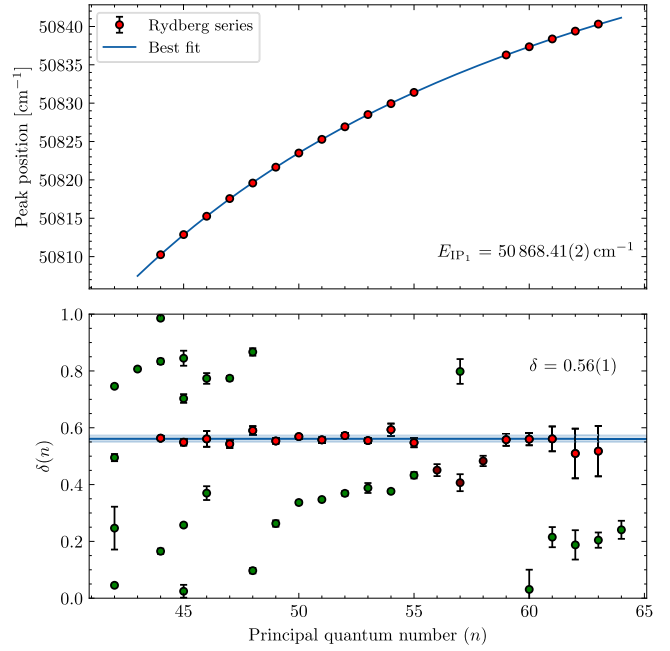 Rydberg series
Best fit
Peak position [cm⁻¹]
50840
50835
50830
50825
50820
50815
50810
E_IP₁ = 50 868.41(2) cm⁻¹
δ(n)
1.0
0.8
0.6
0.4
0.2
0.0
δ = 0.56(1)
45 50 55 60 65
Principal quantum number (n)